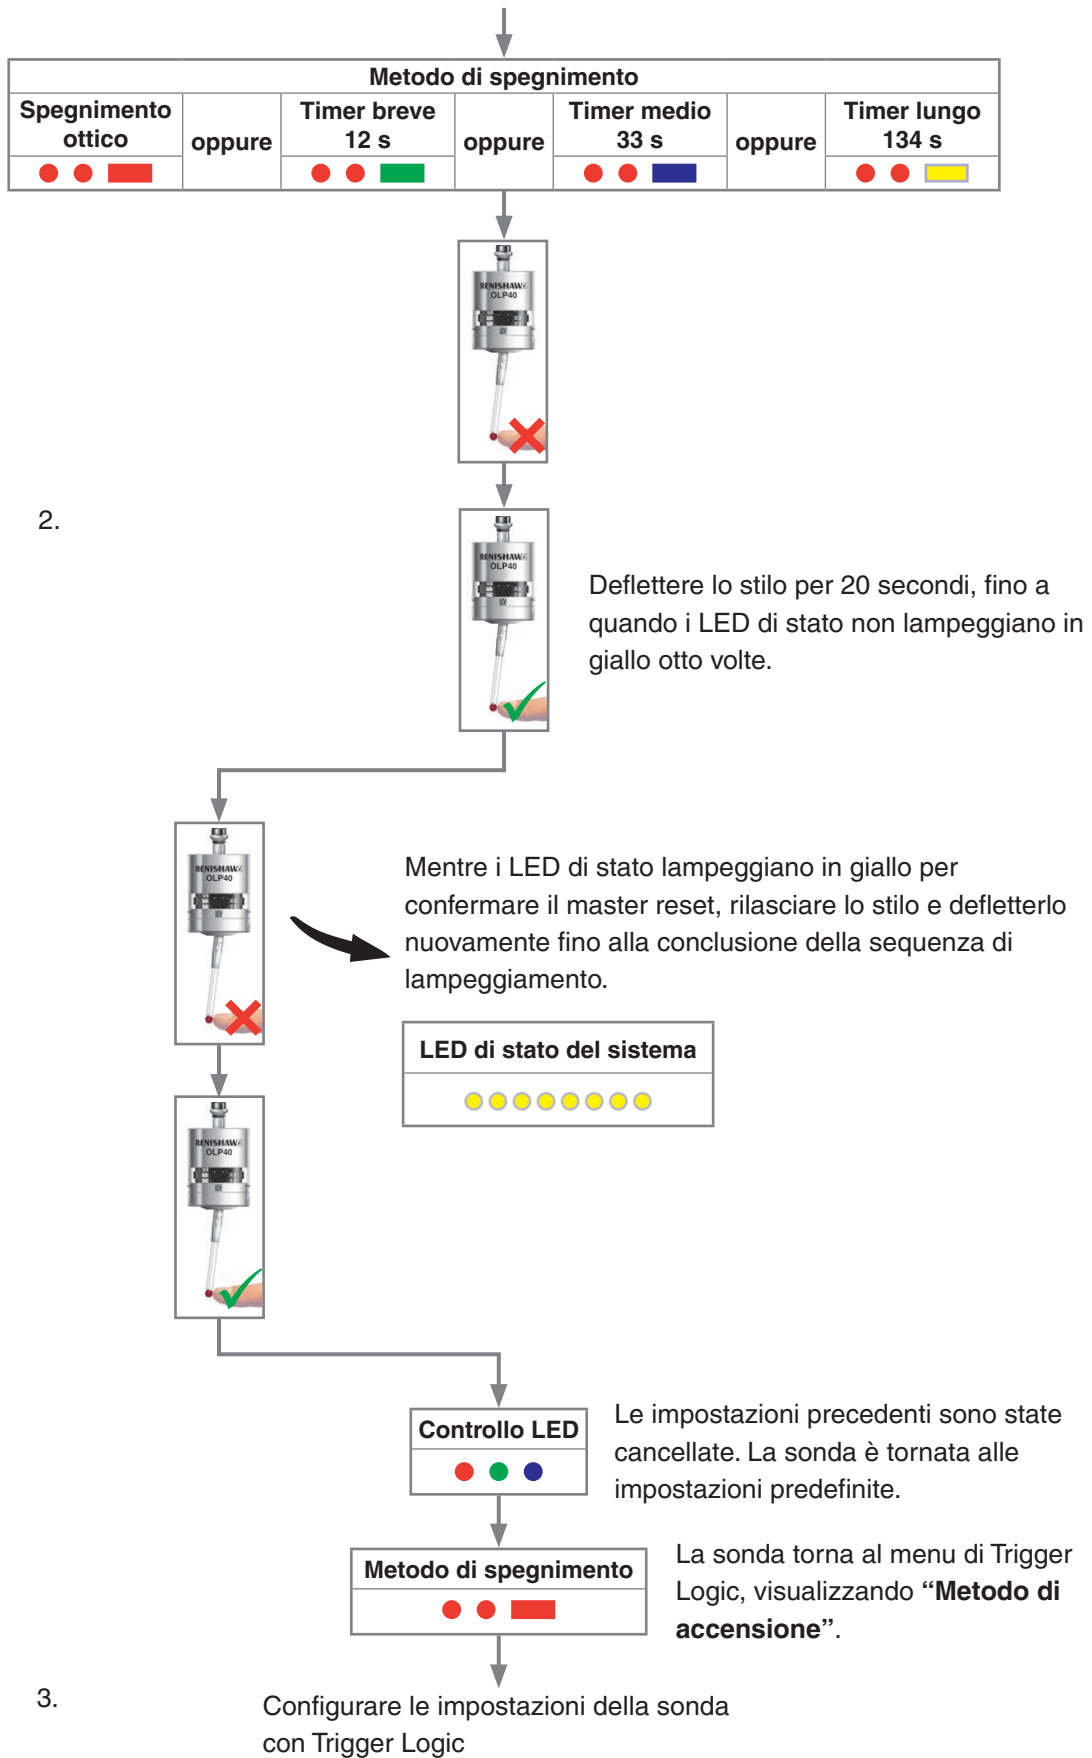 Metodo di spegnimento
Spegnimento ottico
oppure
Timer breve 12 s
oppure
Timer medio 33 s
oppure
Timer lungo 134 s
RENISHAW
OLP40
2.
RENISHAW
OLP40
Deflettere lo stilo per 20 secondi, fino a
quando i LED di stato non lampeggiano in
giallo otto volte.
RENISHAW
OLP40
Mentre i LED di stato lampeggiano in giallo per
confermare il master reset, rilasciare lo stilo e defletterlo
nuovamente fino alla conclusione della sequenza di
lampeggiamento.
LED di stato del sistema
RENISHAW
OLP40
Controllo LED
Le impostazioni precedenti sono state
cancellate. La sonda è tornata alle
impostazioni predefinite.
Metodo di spegnimento
La sonda torna al menu di Trigger
Logic, visualizzando “Metodo di
accensione”.
3.
Configurare le impostazioni della sonda
con Trigger Logic